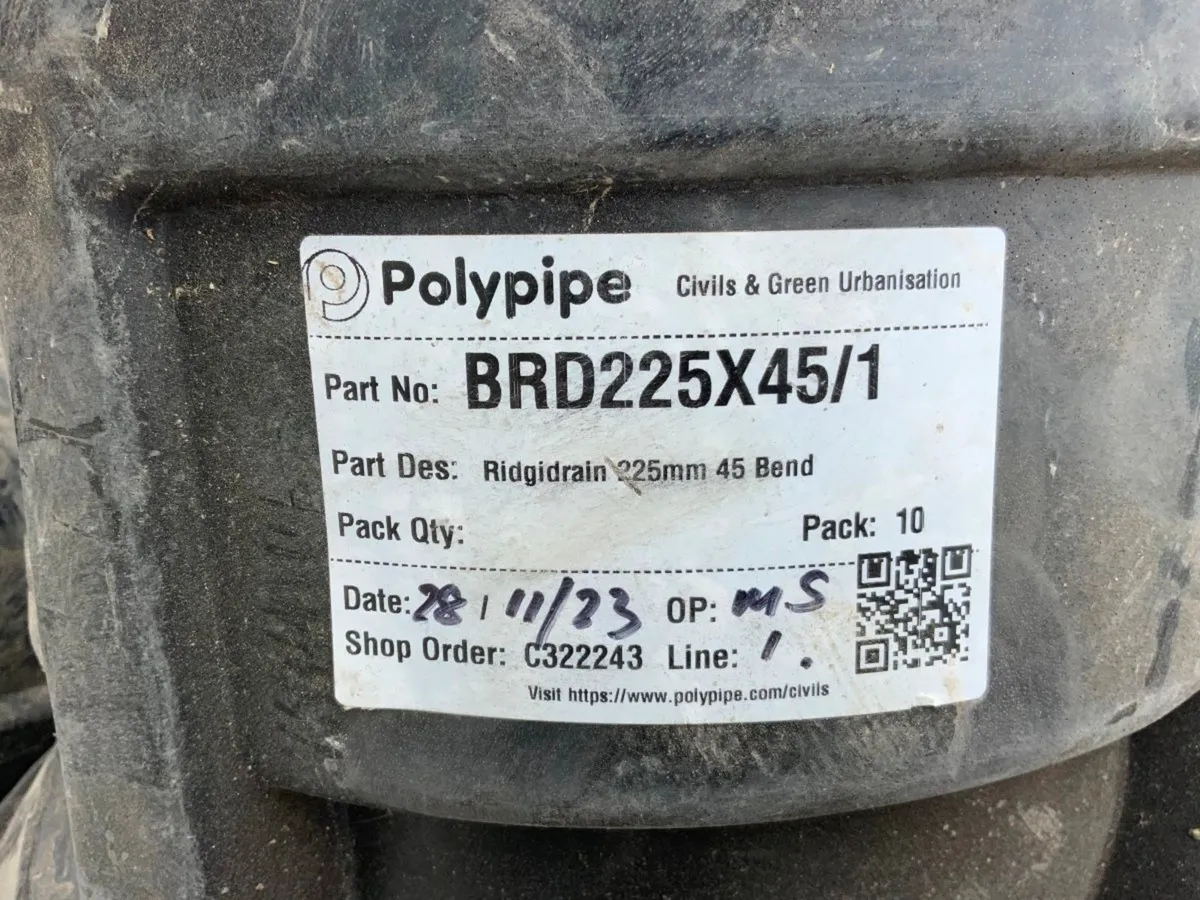 Polypipe Civils & Green Urbanisation
Part No: BRD225X45/1
Part Des: Ridgidrain 225mm 45 Bend
Pack Qty: Pack: 10
Date: 28 / 11/23 OP: MS
Shop Order: C322243 Line: 1.
Visit https://www.polypipe.com/civils